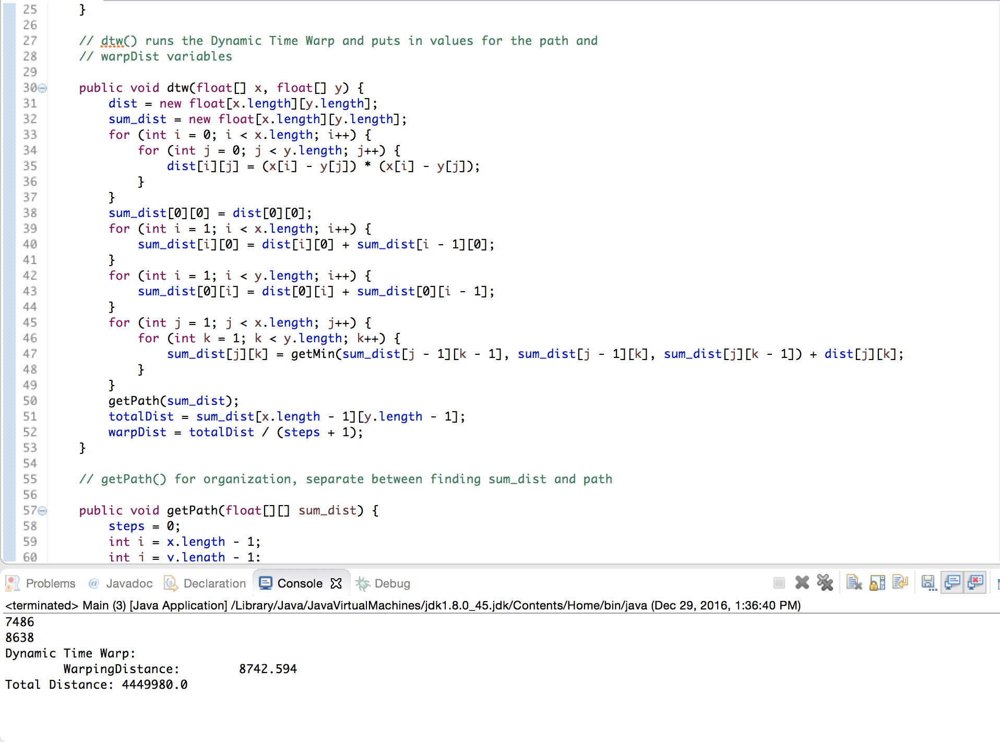 25 }
26
27 // dtw() runs the Dynamic Time Warp and puts in values for the path and
28 // warpDist variables
29
30 public void dtw(float[] x, float[] y) {
31 dist = new float[x.length][y.length];
32 sum_dist = new float[x.length][y.length];
33 for (int i = 0; i < x.length; i++) {
34 for (int j = 0; j < y.length; j++) {
35 dist[i][j] = (x[i] - y[j]) * (x[i] - y[j]);
36 }
37 }
38 sum_dist[0][0] = dist[0][0];
39 for (int i = 1; i < x.length; i++) {
40 sum_dist[i][0] = dist[i][0] + sum_dist[i - 1][0];
41 }
42 for (int i = 1; i < y.length; i++) {
43 sum_dist[0][i] = dist[0][i] + sum_dist[0][i - 1];
44 }
45 for (int j = 1; j < x.length; j++) {
46 for (int k = 1; k < y.length; k++) {
47 sum_dist[j][k] = getMin(sum_dist[j - 1][k - 1], sum_dist[j - 1][k], sum_dist[j][k - 1]) + dist[j][k];
48 }
49 }
50 getPath(sum_dist);
51 totalDist = sum_dist[x.length - 1][y.length - 1];
52 warpDist = totalDist / (steps + 1);
53 }
54
55 // getPath() for organization, separate between finding sum_dist and path
56
57 public void getPath(float[][] sum_dist) {
58 steps = 0;
59 int i = x.length - 1;
60 int j = y.length - 1;
Problems @ Javadoc Declaration Console Debug
<terminated> Main (3) [Java Application] /Library/Java/JavaVirtualMachines/jdk1.8.0_45.jdk/Contents/Home/bin/java (Dec 29, 2016, 1:36:40 PM)
7486
8638
Dynamic Time Warp:
WarpingDistance: 8742.594
Total Distance: 4449980.0